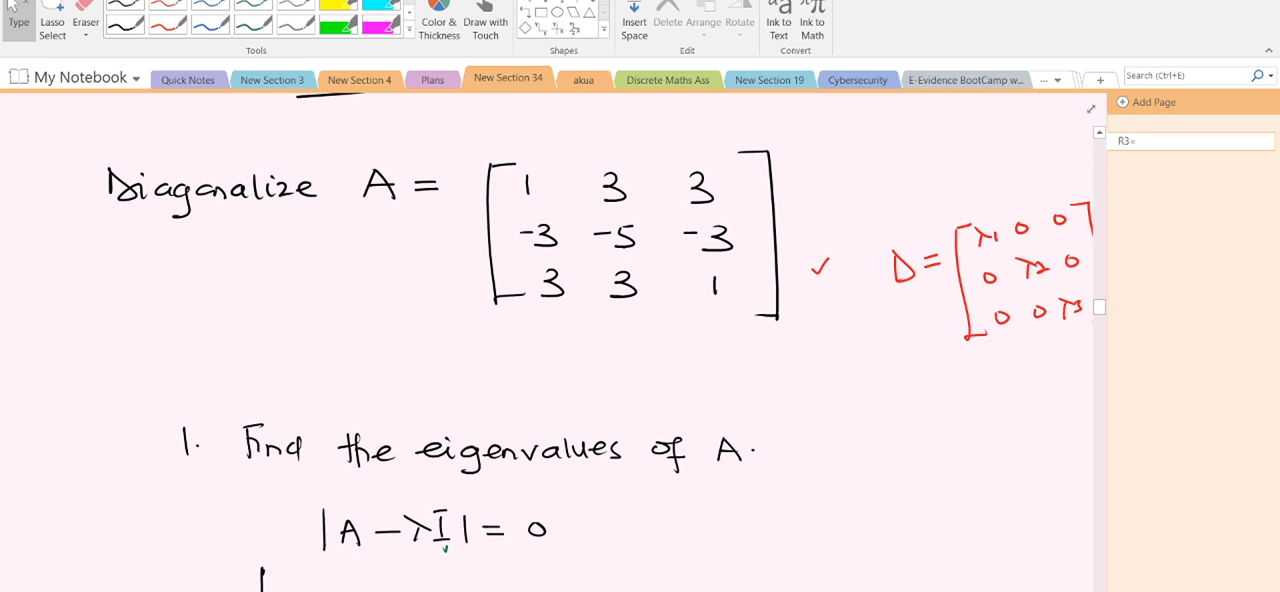 Type
Lasso Select
Eraser
Color & Thickness
Draw with Touch
Insert Space
Delete
Arrange
Rotate
Ink to Text
Ink to Math
Tools
Shapes
Edit
Convert
My Notebook
Quick Notes
New Section 3
New Section 4
Plans
New Section 34
akua
Discrete Maths Ass
New Section 19
Cybersecurity
E-Evidence BootCamp w...
...
+
Search (Ctrl+E)
Add Page
R3=
Diaganalize A =
1 3 3
-3 -5 -3
3 3 1
✓
D =
λ1 0 0
0 λ2 0
0 0 λ3
1. Find the eigenvalues of A.
|A - λI| = 0